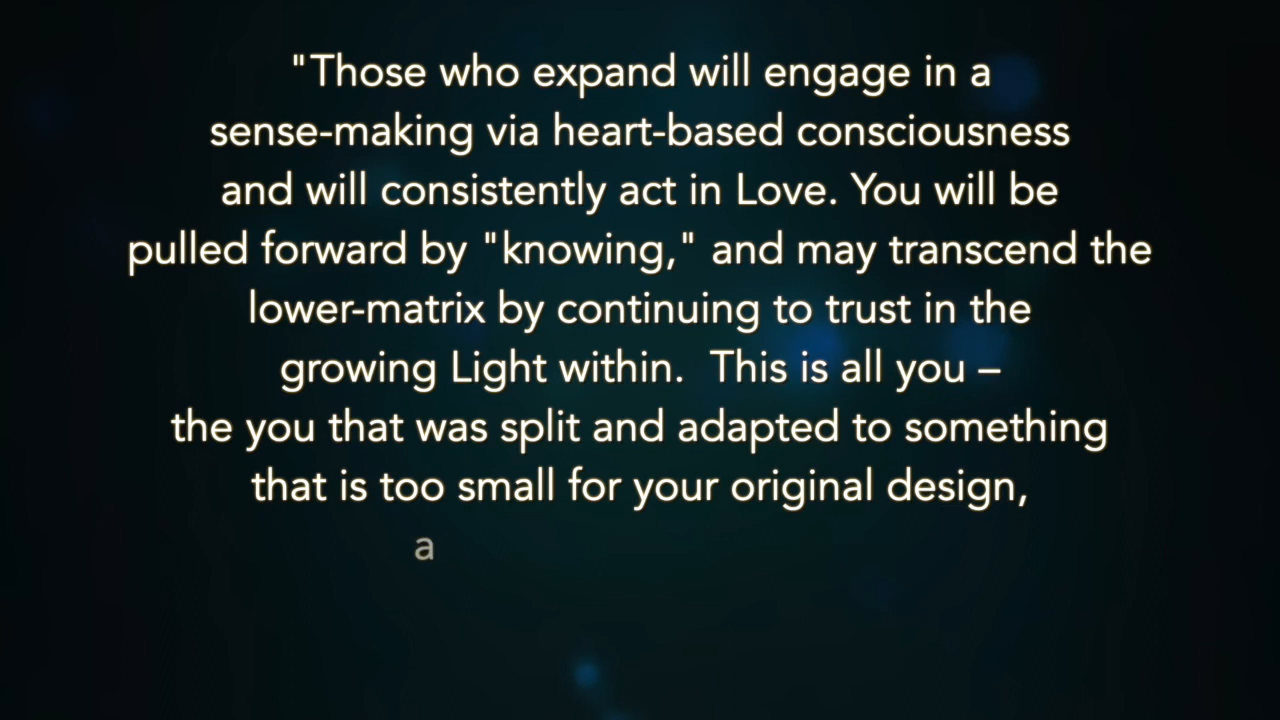 "Those who expand will engage in a
sense-making via heart-based consciousness
and will consistently act in Love. You will be
pulled forward by "knowing," and may transcend the
lower-matrix by continuing to trust in the
growing Light within.  This is all you –
the you that was split and adapted to something
that is too small for your original design,
a